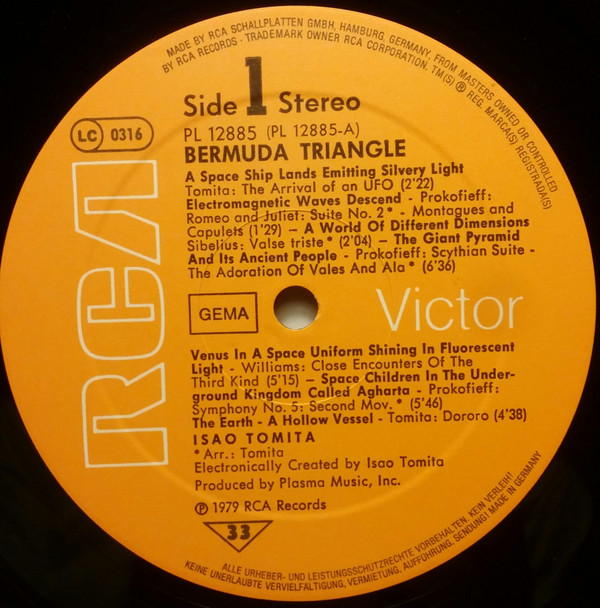 MADE BY RCA SCHALLPLATTEN GMBH, HAMBURG, GERMANY, FROM MASTERS OWNED OR CONTROLLED
BY RCA RECORDS · TRADEMARK OWNER RCA CORPORATION. TM(S) ® REG. MARCA(S) REGISTRADA(S)
Side 1 Stereo
PL 12885 (PL 12885-A)
LC 0316
BERMUDA TRIANGLE
A Space Ship Lands Emitting Silvery Light
Tomita: The Arrival of an UFO (2'22)
Electromagnetic Waves Descend - Prokofieff:
Romeo and Juliet: Suite No. 2* - Montagues and
Capulets (1'29) – A World Of Different Dimensions
Sibelius: Valse triste* (2'04) – The Giant Pyramid
And Its Ancient People - Prokofieff: Scythian Suite -
The Adoration Of Vales And Ala* (6'36)
RCA
GEMA
Victor
Venus In A Space Uniform Shining In Fluorescent
Light - Williams: Close Encounters Of The
Third Kind (5'15) – Space Children In The Under-
ground Kingdom Called Agharta - Prokofieff:
Symphony No. 5: Second Mov.* (5'46)
The Earth - A Hollow Vessel - Tomita: Dororo (4'38)
ISAO TOMITA
* Arr.: Tomita
Electronically Created by Isao Tomita
Produced by Plasma Music, Inc.
℗ 1979 RCA Records
33
ALLE URHEBER- UND LEISTUNGSSCHUTZRECHTE VORBEHALTEN. KEIN VERLEIH!
KEINE UNERLAUBTE VERVIELFÄLTIGUNG, VERMIETUNG, AUFFÜHRUNG, SENDUNG! MADE IN GERMANY